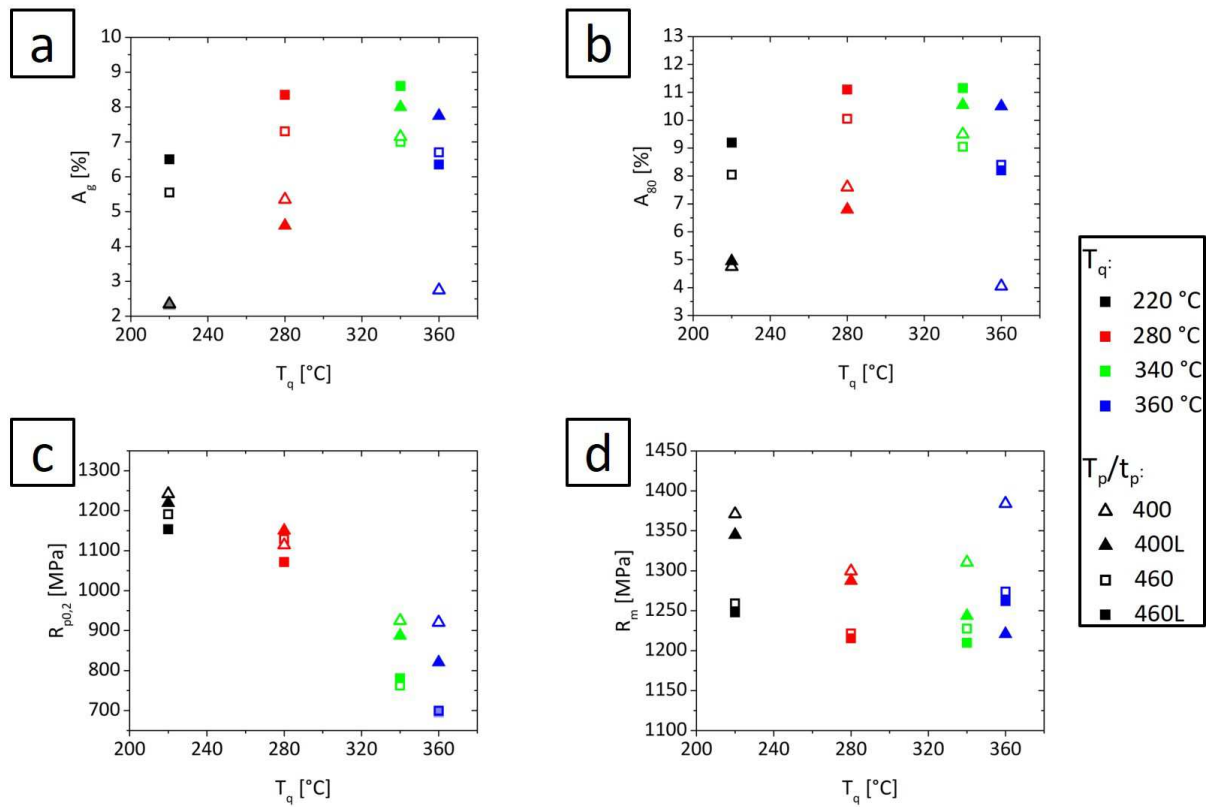 a
b
10
9
8
7
6
5
4
3
2
A_g [%]
200 240 280 320 360
T_q [°C]
13
12
11
10
9
8
7
6
5
4
3
A_80 [%]
200 240 280 320 360
T_q [°C]
T_q:
220 °C
280 °C
340 °C
360 °C
T_p/t_p:
400
400L
460
460L
c
d
1300
1200
1100
1000
900
800
700
R_p0,2 [MPa]
200 240 280 320 360
T_q [°C]
1450
1400
1350
1300
1250
1200
1150
1100
R_m [MPa]
200 240 280 320 360
T_q [°C]